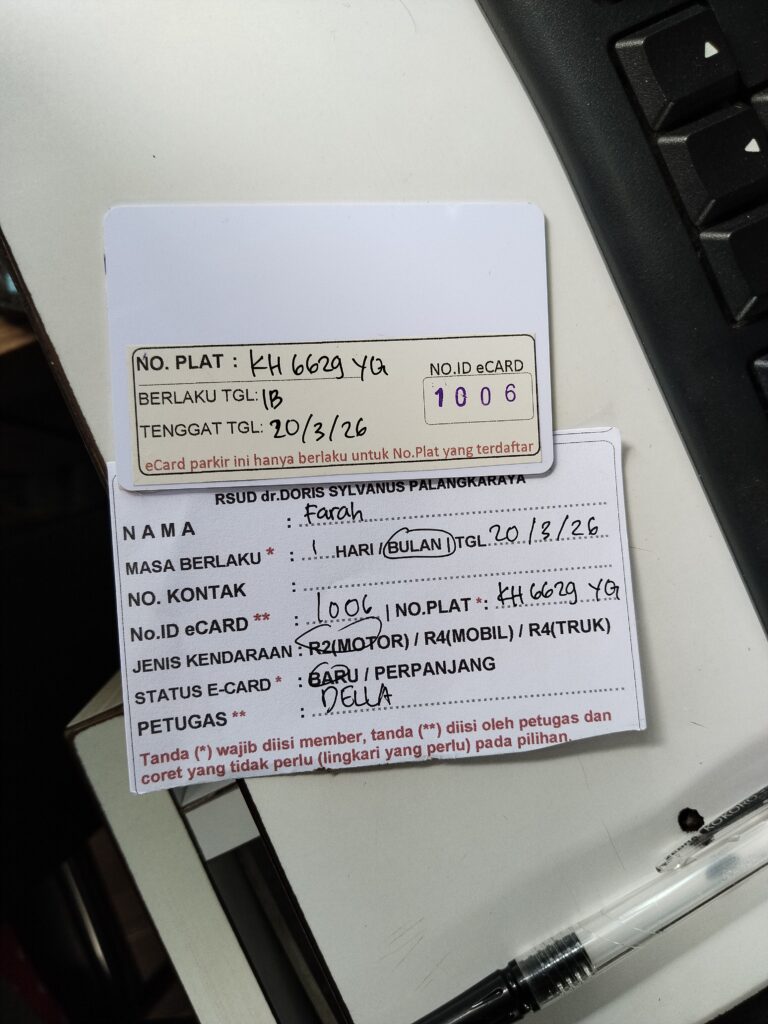 NO. PLAT : KH 6629 YG
NO.ID eCARD
1006
BERLAKU TGL: 1B
TENGGAT TGL: 20/3/26
eCard parkir ini hanya berlaku untuk No.Plat yang terdaftar
RSUD dr.DORIS SYLVANUS PALANGKARAYA
NAMA : Farah
MASA BERLAKU * : 1 HARI / BULAN | TGL 20/3/26
NO. KONTAK :
No.ID eCARD ** : 1006 | NO.PLAT *: KH 6629 YG
JENIS KENDARAAN : R2(MOTOR) / R4(MOBIL) / R4(TRUK)
STATUS E-CARD * : BARU / PERPANJANG
PETUGAS ** : DELLA
Tanda (*) wajib diisi member, tanda (**) diisi oleh petugas dan
coret yang tidak perlu (lingkari yang perlu) pada pilihan.
KOKORO